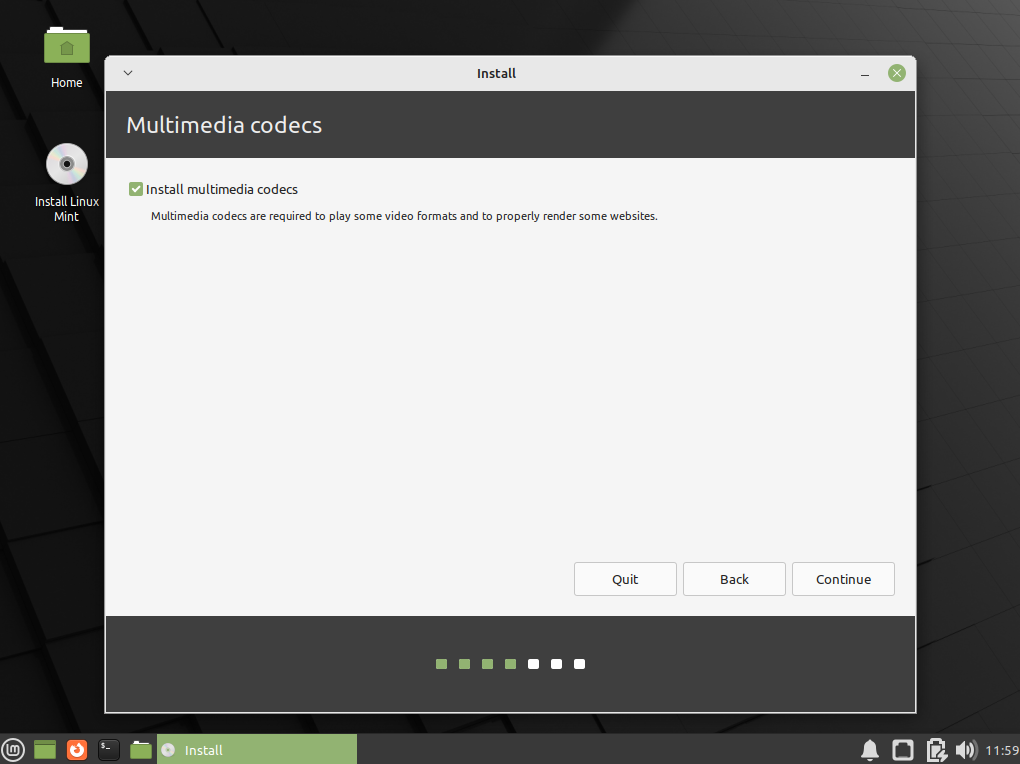 Home
Install Linux
Mint
Install
Multimedia codecs
Install multimedia codecs
Multimedia codecs are required to play some video formats and to properly render some websites.
Quit
Back
Continue
Install
11:59